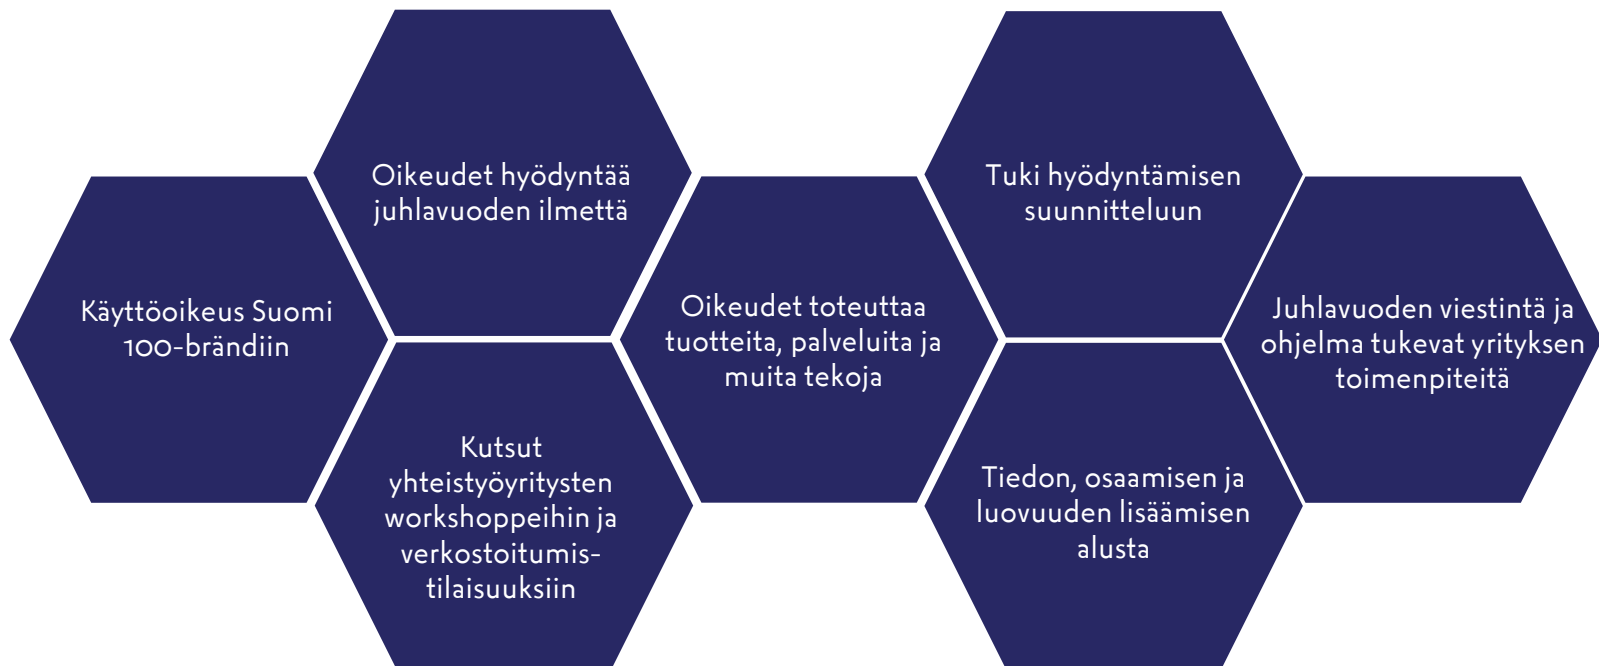 Käyttöoikeus Suomi
100-brändiin
Oikeudet hyödyntää
juhlavuoden ilmettä
Kutsut
yhteistyöyritysten
workshoppeihin ja
verkostoitumis-
tilaisuuksiin
Oikeudet toteuttaa
tuotteita, palveluita ja
muita tekoja
Tuki hyödyntämisen
suunnitteluun
Tiedon, osaamisen ja
luovuuden lisäämisen
alusta
Juhlavuoden viestintä ja
ohjelma tukevat yrityksen
toimenpiteitä